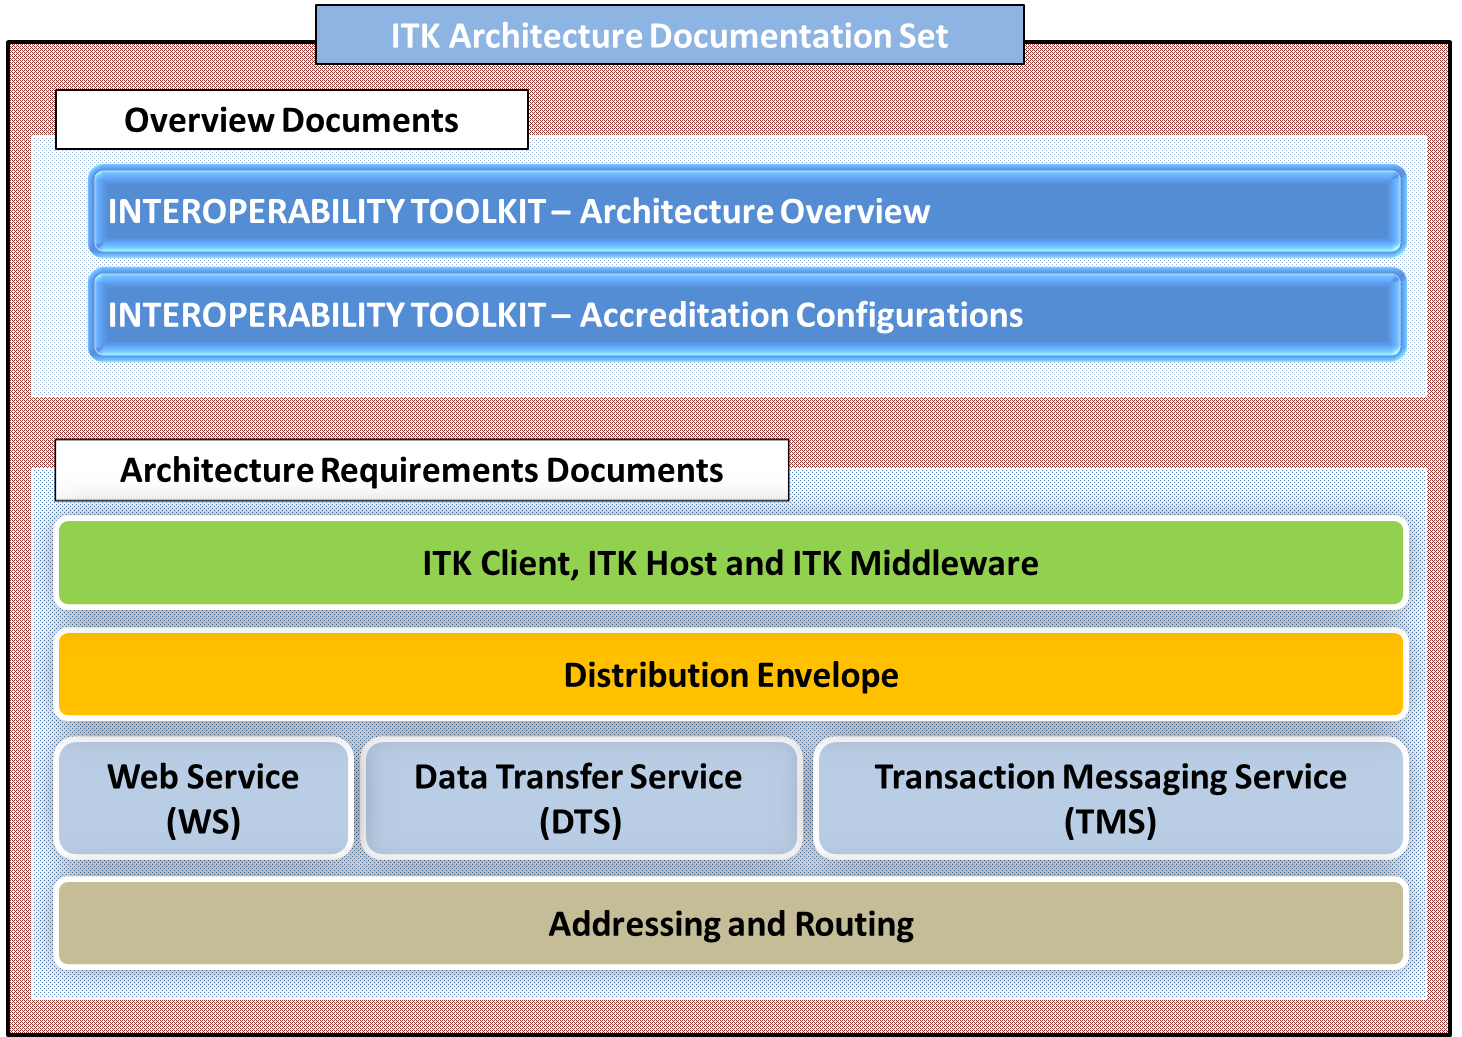 ITK Architecture Documentation Set
Overview Documents
INTEROPERABILITY TOOLKIT – Architecture Overview
INTEROPERABILITY TOOLKIT – Accreditation Configurations
Architecture Requirements Documents
ITK Client, ITK Host and ITK Middleware
Distribution Envelope
Web Service
(WS)
Data Transfer Service
(DTS)
Transaction Messaging Service
(TMS)
Addressing and Routing